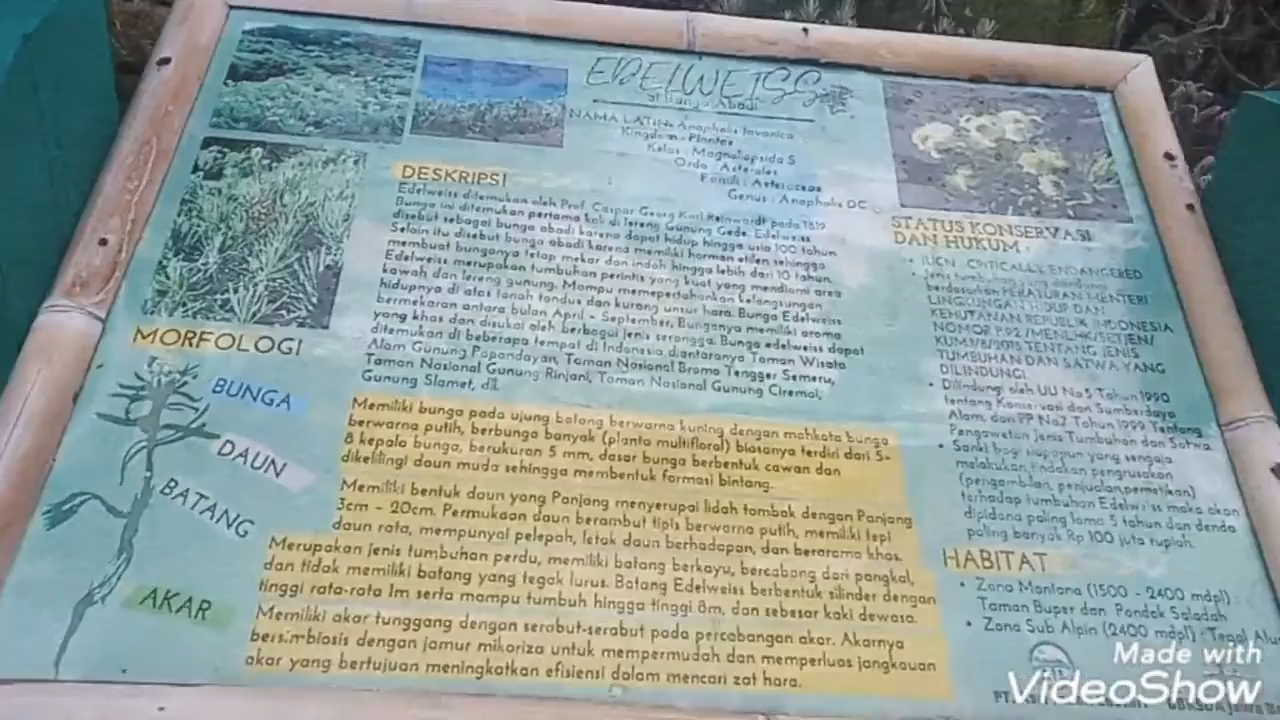 EDELWEISS
Si Bunga Abadi
NAMA LATIN: Anaphalis Javanica
Kingdom: Plantae
Kelas: Magnoliopsida S
Ordo: Asterales
Famili: Asteraceae
Genus: Anaphalis DC
DESKRIPSI
Edelweiss ditemukan oleh Prof. Caspar Georg Karl Reinwardt pada 1819.
Bunga ini ditemukan pertama kali di lereng Gunung Gede. Edelweiss
disebut sebagai bunga abadi karena dapat hidup hingga usia 100 tahun
Selain itu disebut bunga abadi karena memiliki hormon etilen sehingga
membuat bunganya tetap mekar dan indah hingga lebih dari 10 tahun.
Edelweiss merupakan tumbuhan perintis yang kuat yang mendiami area
kawah dan lereng gunung. Mampu memepertahankan kelangsungan
hidupnya di atas tanah tandus dan kurang unsur hara. Bunga Edelweiss
bermekaran antara bulan April - September. Bunganya memiliki aroma
yang khas dan disukai oleh berbagai jenis serangga. Bunga edelweiss dapat
ditemukan di beberapa tempat di Indonesia diantaranya Taman Wisata
Alam Gunung Papandayan, Taman Nasional Bromo Tengger Semeru,
Taman Nasional Gunung Rinjani, Taman Nasional Gunung Ciremai,
Gunung Slamet, dll.
MORFOLOGI
BUNGA
DAUN
BATANG
AKAR
Memiliki bunga pada ujung batang berwarna kuning dengan mahkota bunga
berwarna putih, berbunga banyak (planta multiflora) biasanya terdiri dari 5-
8 kepala bunga, berukuran 5 mm, dasar bunga berbentuk cawan dan
dikelilingi daun muda sehingga membentuk formasi bintang.
Memiliki bentuk daun yang Panjang menyerupai lidah tombak dengan Panjang
3cm - 20cm. Permukaan daun berambut tipis berwarna putih, memiliki tepi
daun rata, mempunyai pelepah, letak daun berhadapan, dan beraroma khas.
Merupakan jenis tumbuhan perdu, memiliki batang berkayu, bercabang dari pangkal,
dan tidak memiliki batang yang tegak lurus. Batang Edelweiss berbentuk silinder dengan
tinggi rata-rata 1m serta mampu tumbuh hingga tinggi 8m, dan sebesar kaki dewasa.
Memiliki akar tunggang dengan serabut-serabut pada percabangan akar. Akarnya
bersimbiosis dengan jamur mikoriza untuk mempermudah dan memperluas jangkauan
akar yang bertujuan meningkatkan efisiensi dalam mencari zat hara.
STATUS KONSERVASI
DAN HUKUM :
• IUCN : CRITICALLY ENDANGERED
• Jenis tumbuhan yang dilindungi
berdasarkan PERATURAN MENTERI
LINGKUNGAN HIDUP DAN
KEHUTANAN REPUBLIK INDONESIA
NOMOR P.92/MENLHK/SETJEN/
KUM.1/8/2018 TENTANG JENIS
TUMBUHAN DAN SATWA YANG
DILINDUNGI.
• Dilindungi oleh UU No 5 Tahun 1990
tentang Konservasi dan Sumberdaya
Alam, dan PP No.7 Tahun 1999 Tentang
Pengawetan Jenis Tumbuhan dan Satwa.
• Sanki bagi siapapun yang sengaja
melakukan tindakan pengrusakan
(pengambilan, penjualan, pemetikan)
terhadap tumbuhan Edelweiss maka akan
dipidana paling lama 5 tahun dan denda
paling banyak Rp 100 juta rupiah.
HABITAT
• Zona Montana (1500 - 2400 mdpl) :
Taman Buper dan Pondok Saladah
• Zona Sub Alpin (2400 mdpl) : Tegal Alu
Made with
VideoShow